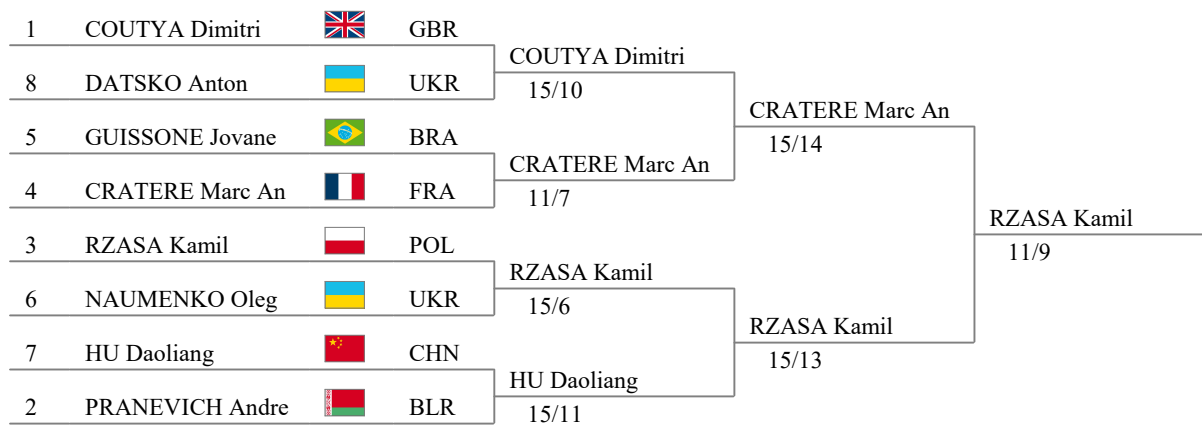 1 COUTYA Dimitri GBR
COUTYA Dimitri
8 DATSKO Anton UKR
15/10
CRATERE Marc An
5 GUISSONE Jovane BRA
15/14
CRATERE Marc An
4 CRATERE Marc An FRA
11/7
RZASA Kamil
3 RZASA Kamil POL
11/9
RZASA Kamil
6 NAUMENKO Oleg UKR
15/6
RZASA Kamil
7 HU Daoliang CHN
15/13
HU Daoliang
2 PRANEVICH Andre BLR
15/11